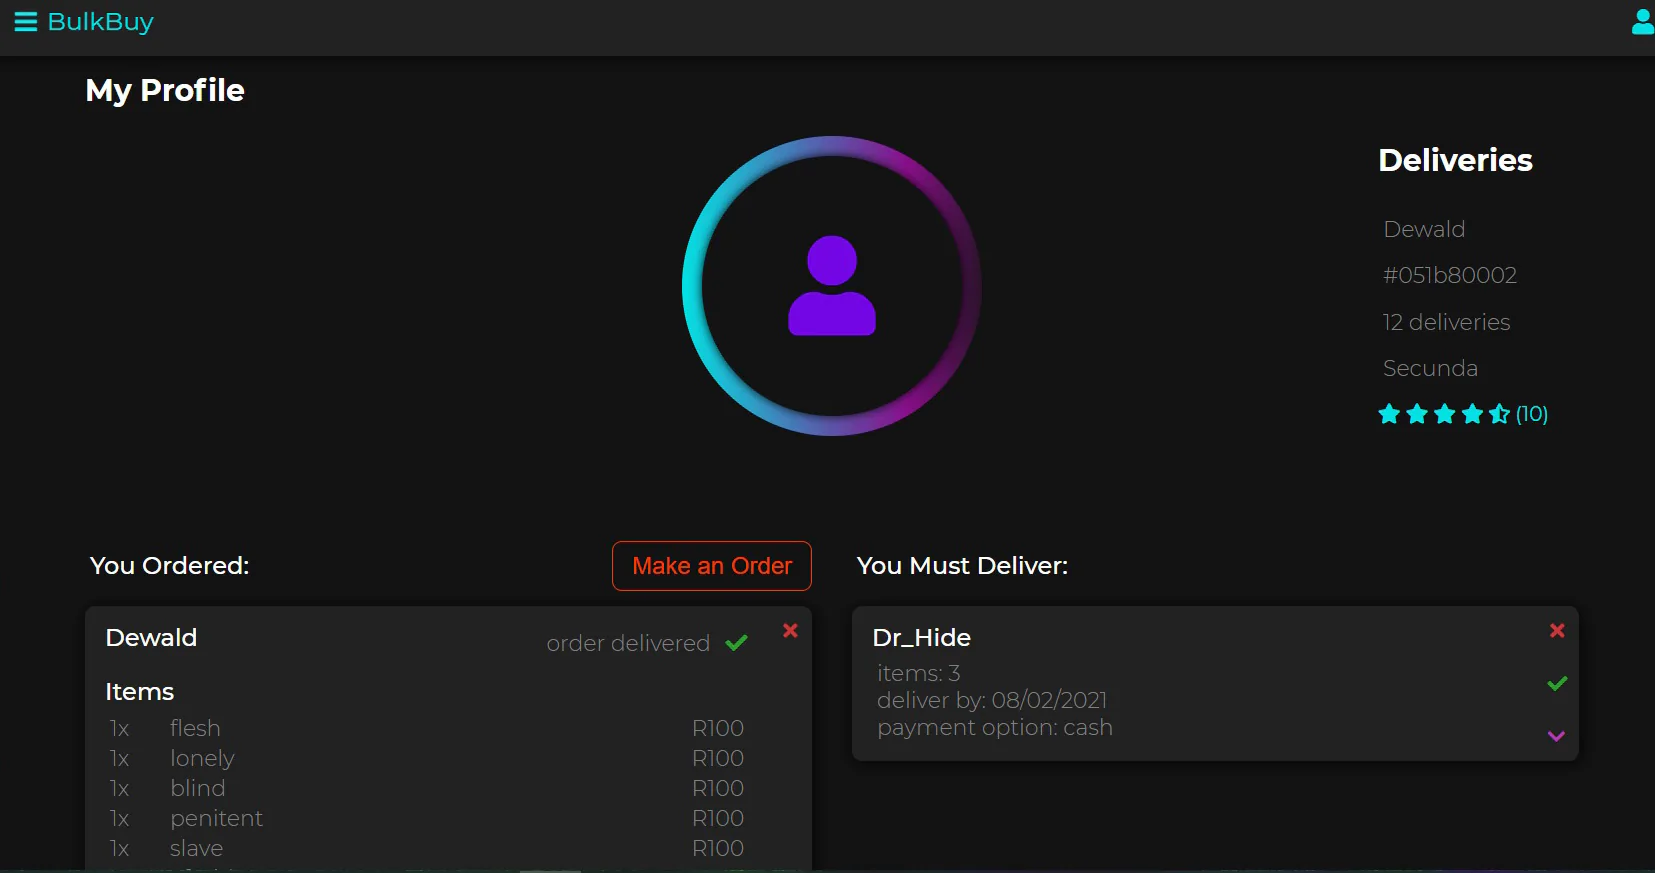 BulkBuy
My Profile
Deliveries
Dewald
#051b80002
12 deliveries
Secunda
(10)
You Ordered:
Make an Order
Dewald
order delivered
Items
1x flesh R100
1x lonely R100
1x blind R100
1x penitent R100
1x slave R100
You Must Deliver:
Dr_Hide
items: 3
deliver by: 08/02/2021
payment option: cash